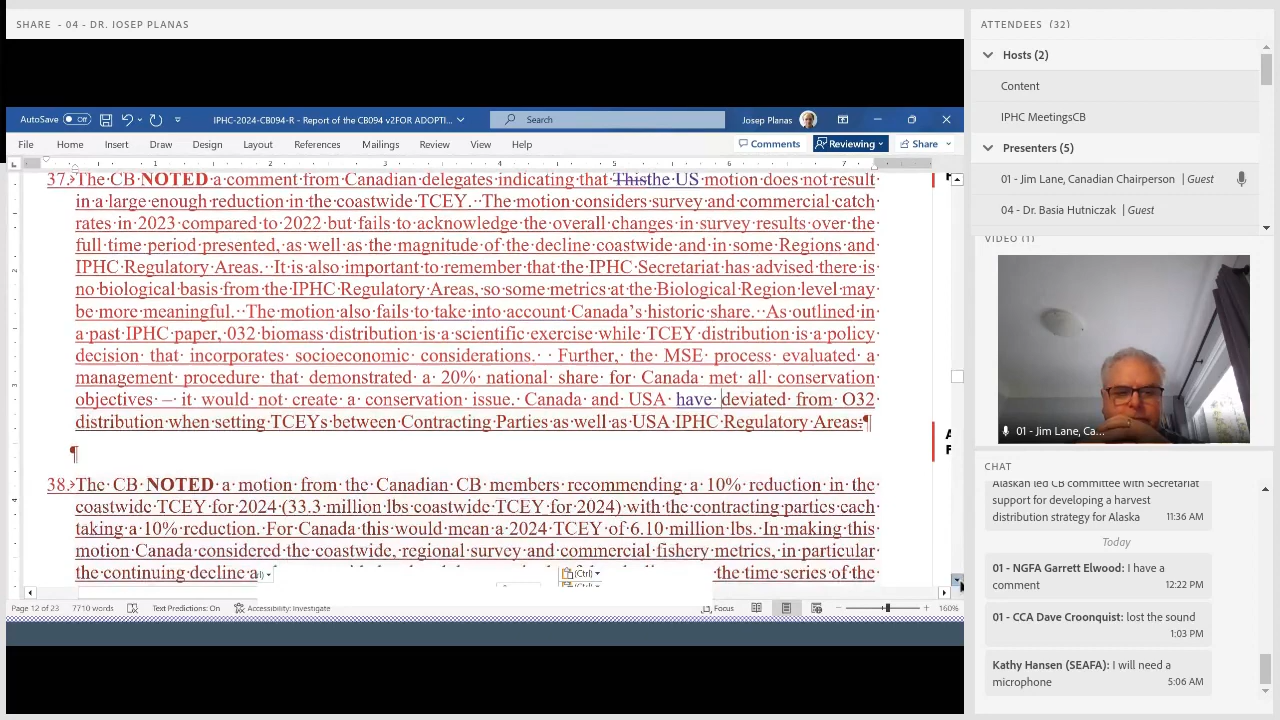 SHARE - 04 - DR. JOSEP PLANAS
AutoSave Off
IPHC-2024-CB094-R - Report of the CB094 v2FOR ADOPTI...
Search
Josep Planas
File Home Insert Draw Design Layout References Mailings Review View Help
Comments Reviewing Share
1 2 3 4 5 6 7
37. The CB NOTED a comment from Canadian delegates indicating that Thisthe US motion does not result
in a large enough reduction in the coastwide TCEY. The motion considers survey and commercial catch
rates in 2023 compared to 2022 but fails to acknowledge the overall changes in survey results over the
full time period presented, as well as the magnitude of the decline coastwide and in some Regions and
IPHC Regulatory Areas. It is also important to remember that the IPHC Secretariat has advised there is
no biological basis from the IPHC Regulatory Areas, so some metrics at the Biological Region level may
be more meaningful. The motion also fails to take into account Canada’s historic share. As outlined in
a past IPHC paper, 032 biomass distribution is a scientific exercise while TCEY distribution is a policy
decision that incorporates socioeconomic considerations. Further, the MSE process evaluated a
management procedure that demonstrated a 20% national share for Canada met all conservation
objectives – it would not create a conservation issue. Canada and USA have deviated from O32
distribution when setting TCEYs between Contracting Parties as well as USA IPHC Regulatory Areas.¶
¶
38. The CB NOTED a motion from the Canadian CB members recommending a 10% reduction in the
coastwide TCEY for 2024 (33.3 million lbs coastwide TCEY for 2024) with the contracting parties each
taking a 10% reduction. For Canada this would mean a 2024 TCEY of 6.10 million lbs. In making this
motion Canada considered the coastwide, regional survey and commercial fishery metrics, in particular
the continuing decline the time series of the
(Ctrl)
Page 12 of 23 7710 words Text Predictions: On Accessibility: Investigate Focus 160%
ATTENDEES (32)
Hosts (2)
Content
IPHC MeetingsCB
Presenters (5)
01 - Jim Lane, Canadian Chairperson | Guest
04 - Dr. Basia Hutniczak | Guest
VIDEO (1)
01 - Jim Lane, Ca...
CHAT
Alaskan led CB committee with Secretariat
support for developing a harvest
distribution strategy for Alaska 11:36 AM
Today
01 - NGFA Garrett Elwood: I have a
comment 12:22 PM
01 - CCA Dave Croonquist: lost the sound
1:03 PM
Kathy Hansen (SEAFA): I will need a
microphone 5:06 AM